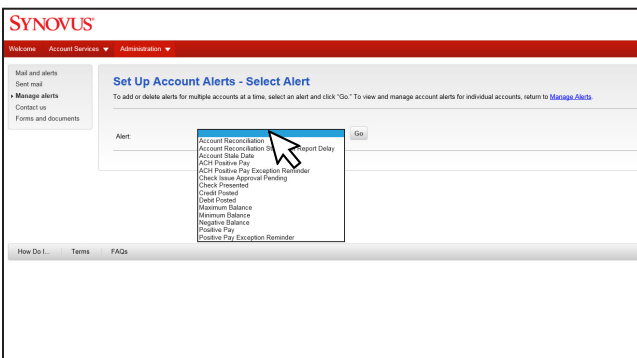 SYNOVUS®
Welcome Account Services Administration
Mail and alerts
Sent mail
Manage alerts
Contact us
Forms and documents
Set Up Account Alerts - Select Alert
To add or delete alerts for multiple accounts at a time, select an alert and click "Go." To view and manage account alerts for individual accounts, return to Manage Alerts.
Alert:
Go
Account Reconciliation
Account Reconciliation Report Delay
Account Stale Date
ACH Positive Pay
ACH Positive Pay Exception Reminder
Check Issue Approval Pending
Check Presented
Credit Posted
Debit Posted
Maximum Balance
Minimum Balance
Negative Balance
Positive Pay
Positive Pay Exception Reminder
How Do I... Terms FAQs